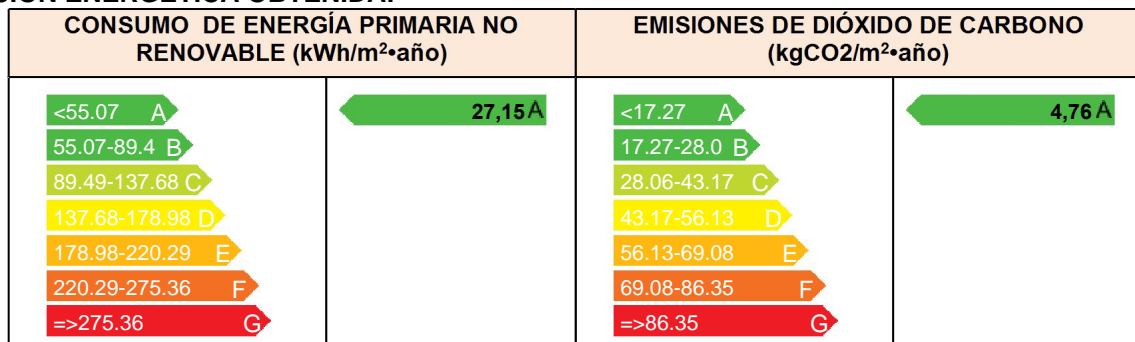 CONSUMO DE ENERGÍA PRIMARIA NO
RENOVABLE (kWh/m²•año)
<55.07 A
55.07-89.4 B
89.49-137.68 C
137.68-178.98 D
178.98-220.29 E
220.29-275.36 F
=>275.36 G
27,15 A
EMISIONES DE DIÓXIDO DE CARBONO
(kgCO2/m²•año)
<17.27 A
17.27-28.0 B
28.06-43.17 C
43.17-56.13 D
56.13-69.08 E
69.08-86.35 F
=>86.35 G
4,76 A